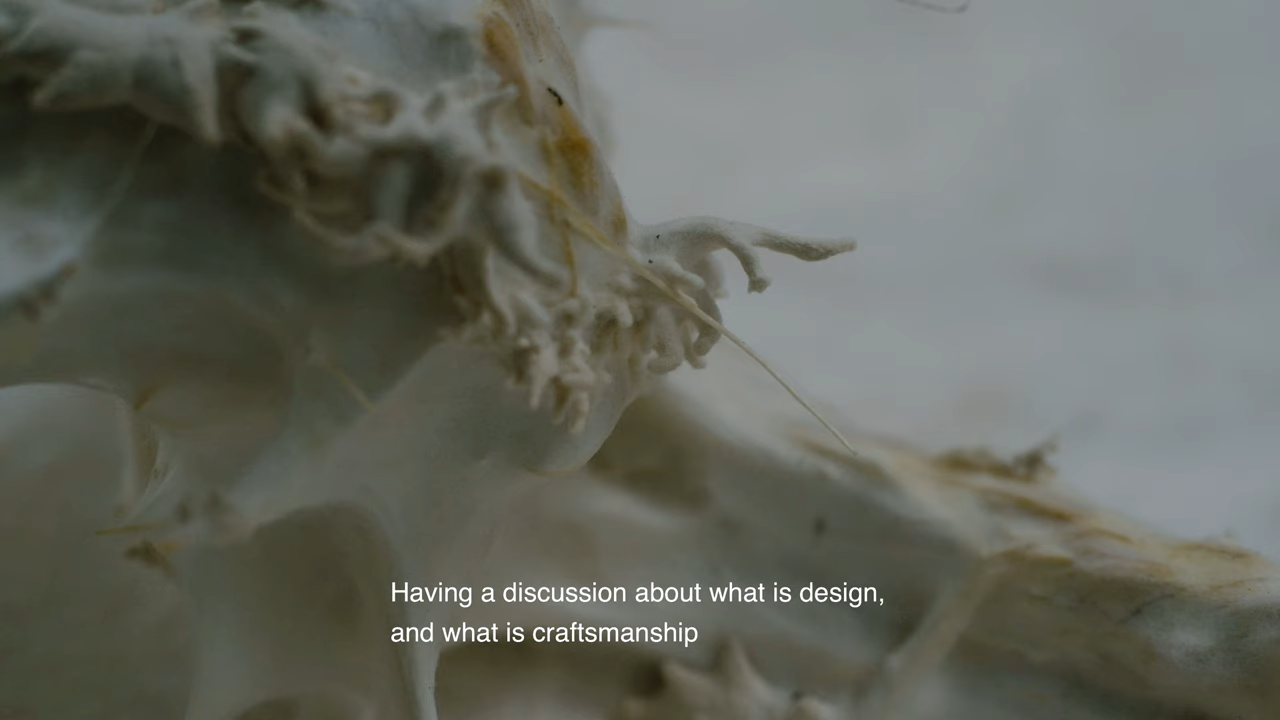 Having a discussion about what is design,
and what is craftsmanship